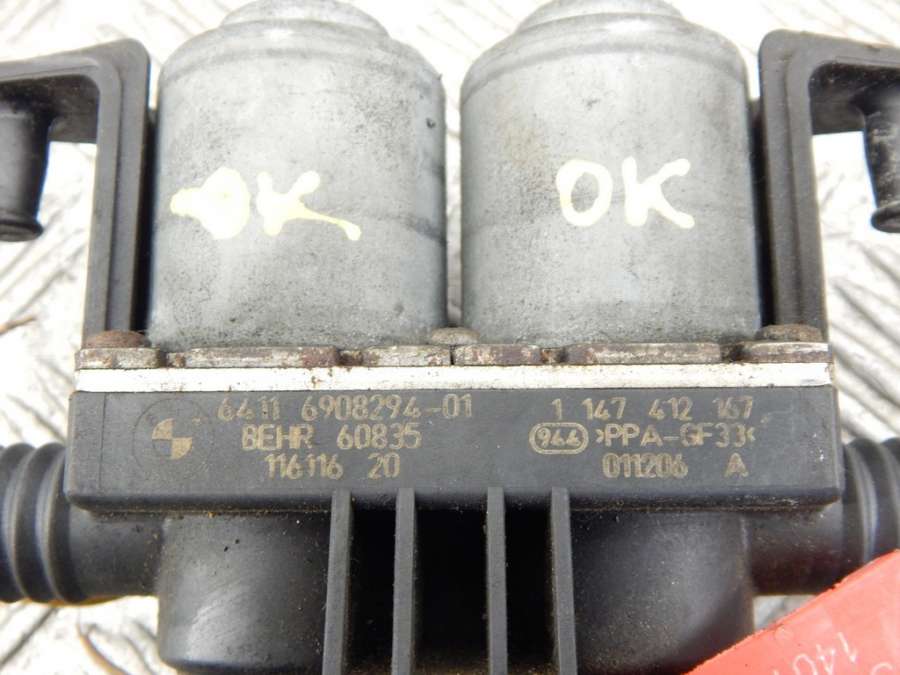 OK
OK
6411 6908294-01
BEHR 60835
116116 20
1 147 412 167
944 >PPA-GF33<
011206 A